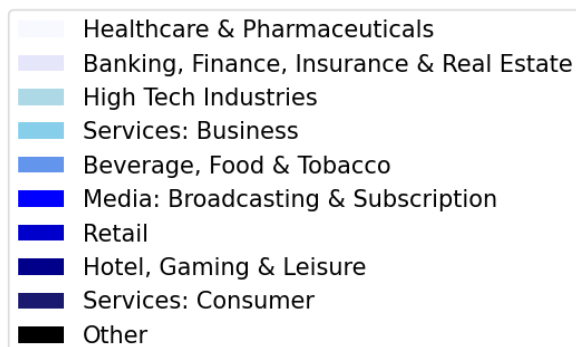 Healthcare & Pharmaceuticals
Banking, Finance, Insurance & Real Estate
High Tech Industries
Services: Business
Beverage, Food & Tobacco
Media: Broadcasting & Subscription
Retail
Hotel, Gaming & Leisure
Services: Consumer
Other